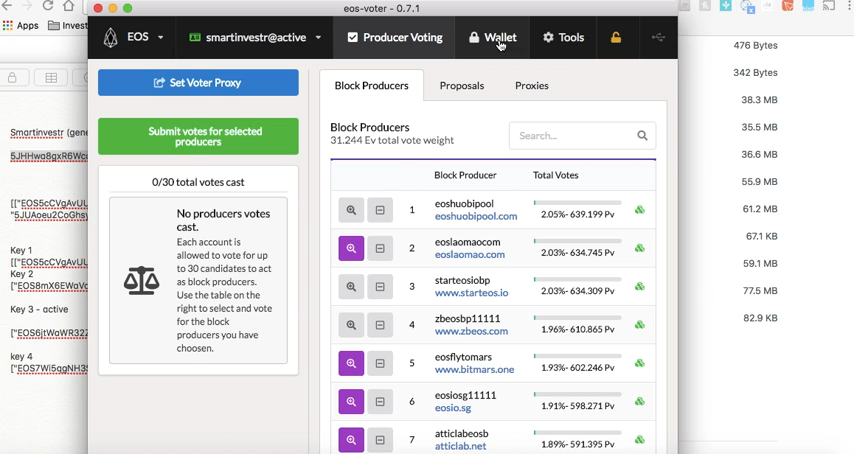 eos-voter - 0.7.1
Apps
Invest
EOS
smartinvestr@active
Producer Voting
Wallet
Tools
Set Voter Proxy
Submit votes for selected
producers
0/30 total votes cast
No producers votes
cast.
Each account is
allowed to vote for up
to 30 candidates to act
as block producers.
Use the table on the
right to select and vote
for the block
producers you have
choosen.
Block Producers
Proposals
Proxies
Block Producers
31.244 Ev total vote weight
Search...
Block Producer
Total Votes
1
eoshuobipool
eoshuobipool.com
2.05%- 639.199 Pv
2
eoslaomaocom
eoslaomao.com
2.03%- 634.745 Pv
3
starteosiobp
www.starteos.io
2.03%- 634.309 Pv
4
zbeosbp11111
www.zbeos.com
1.96%- 610.865 Pv
5
eosflytomars
www.bitmars.one
1.93%- 602.246 Pv
6
eosiosg11111
eosio.sg
1.91%- 598.271 Pv
7
atticlabeosb
atticlab.net
1.89%- 591.395 Pv
Smartinvestr (gene
Key 1
Key 2
Key 3 - active
key 4
476 Bytes
342 Bytes
38.3 MB
35.5 MB
36.6 MB
55.9 MB
61.2 MB
67.1 KB
59.1 MB
77.5 MB
82.9 KB